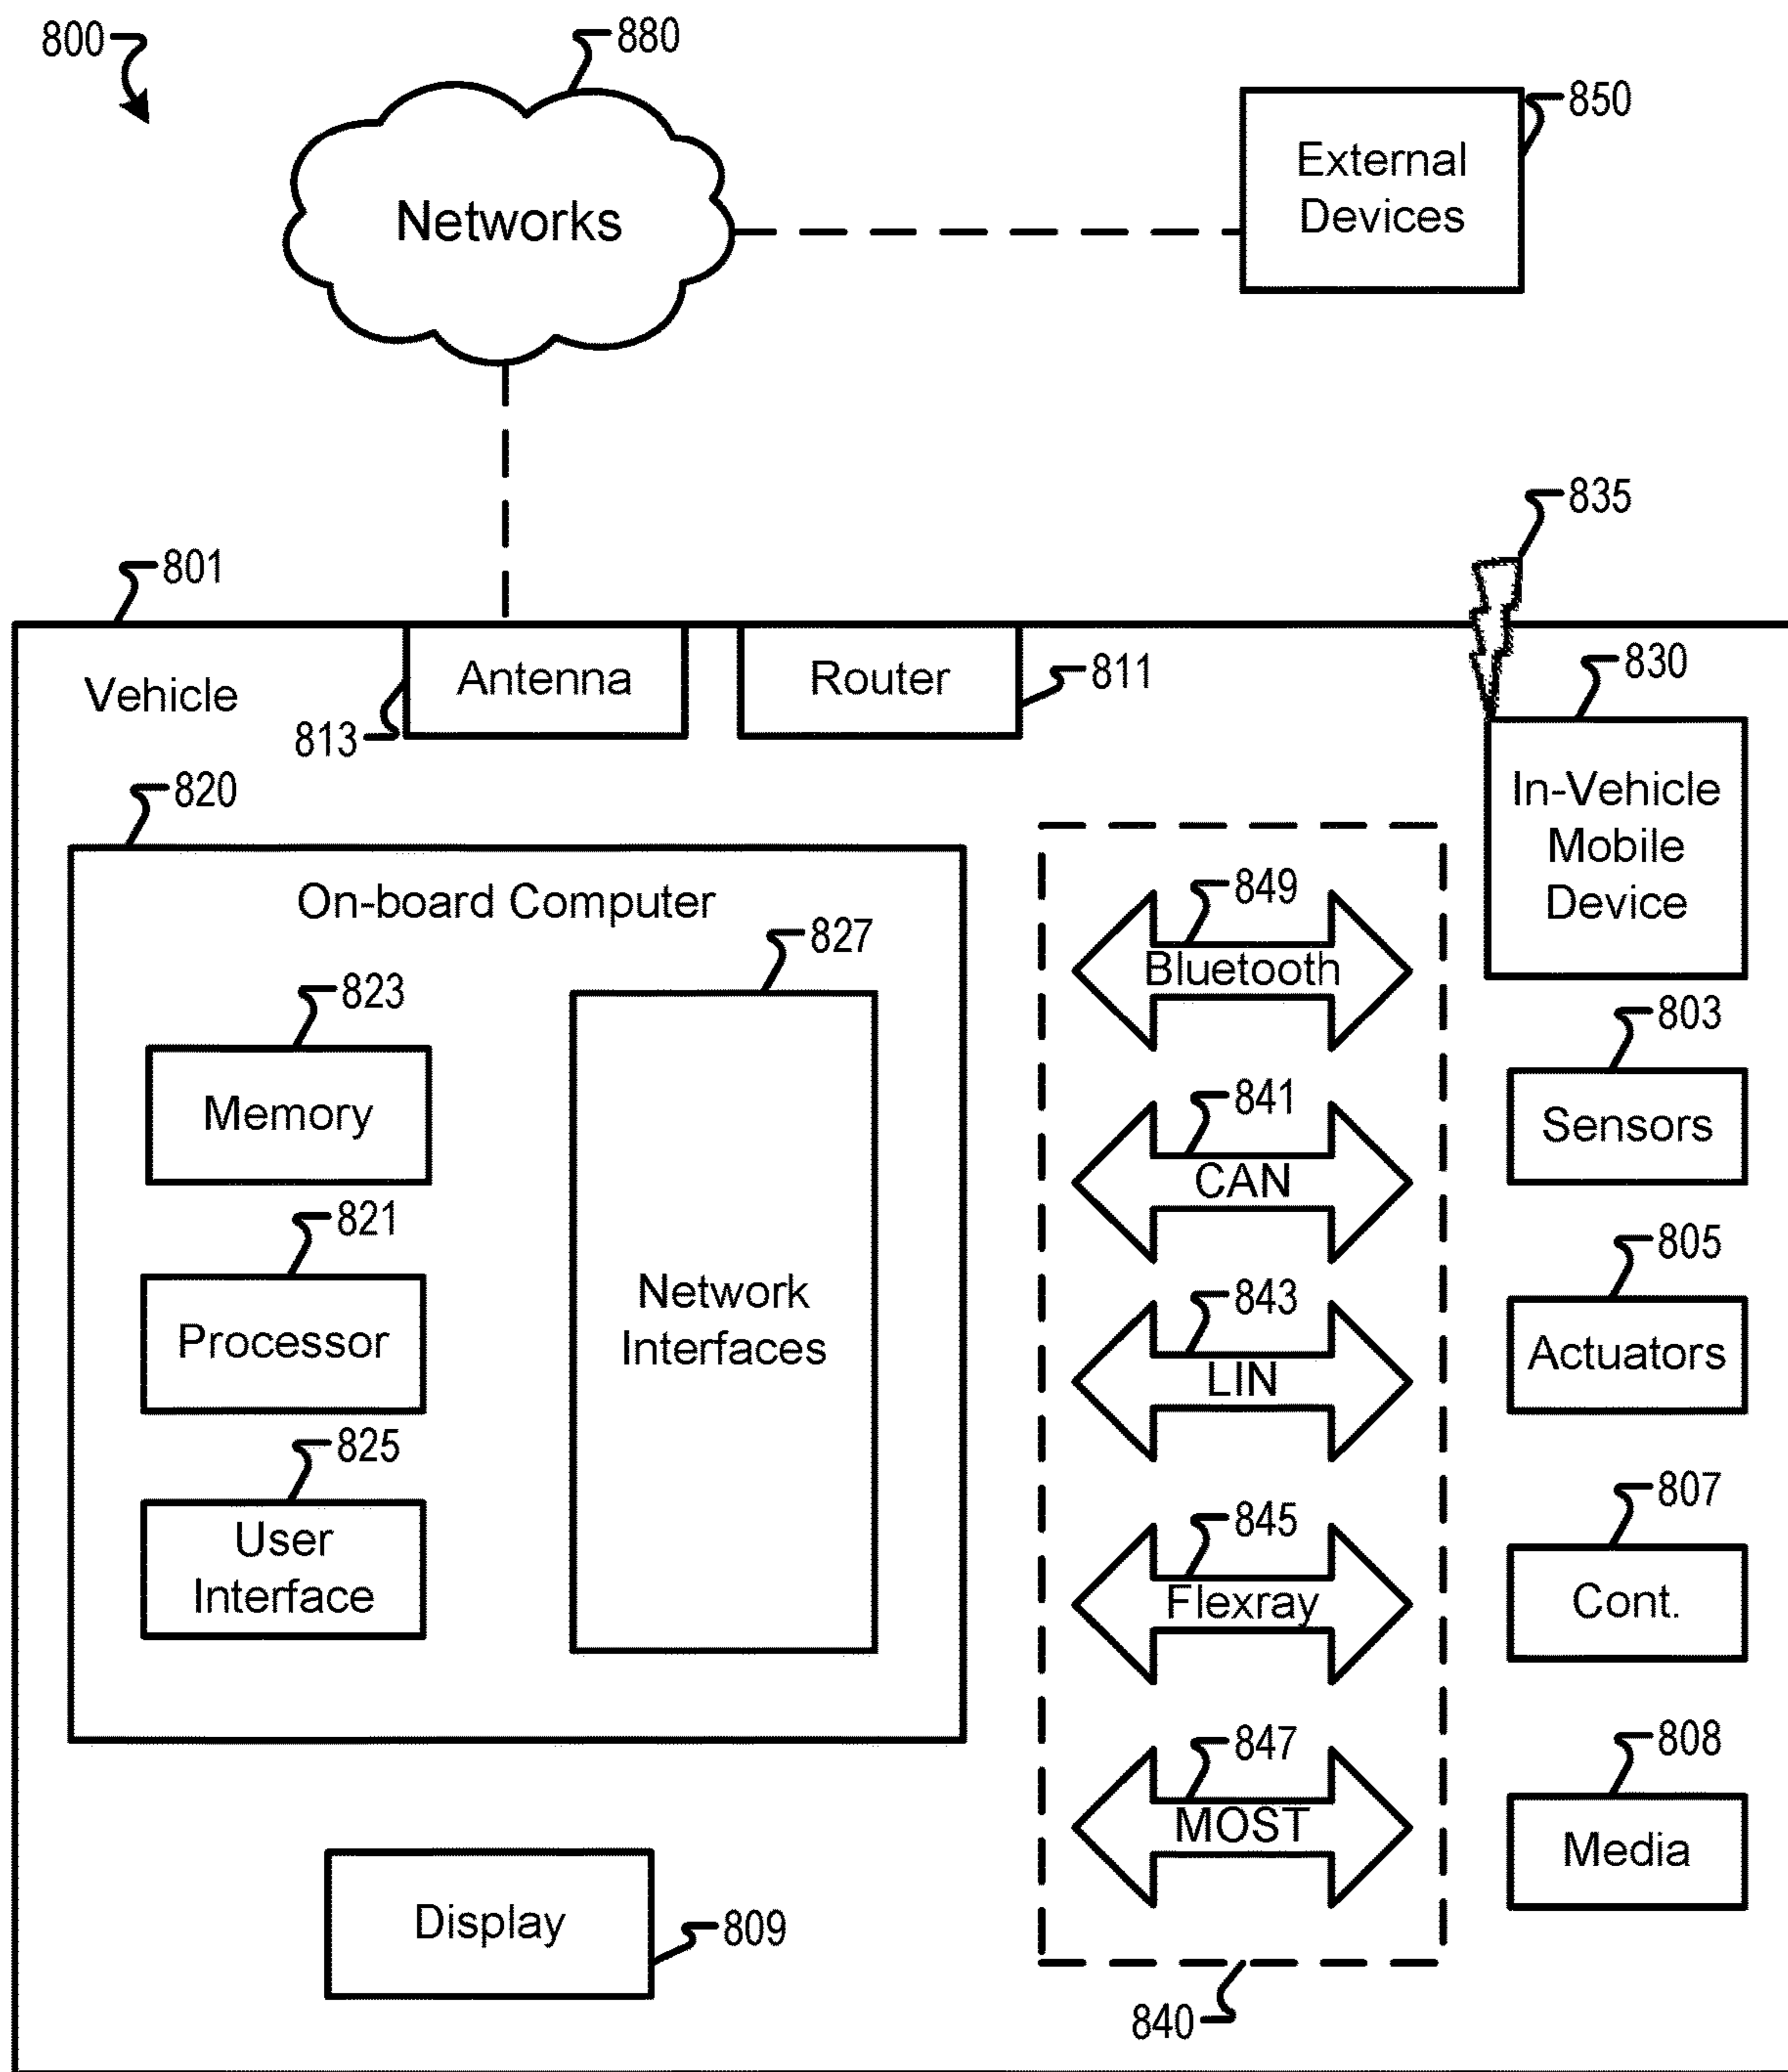 800
880
Networks
External
Devices
850
835
801
Vehicle
Antenna
813
Router
811
830
In-Vehicle
Mobile
Device
820
On-board Computer
823
Memory
821
Processor
825
User
Interface
827
Network
Interfaces
849
Bluetooth
841
CAN
843
LIN
845
Flexray
847
MOST
840
803
Sensors
805
Actuators
807
Cont.
808
Media
Display
809